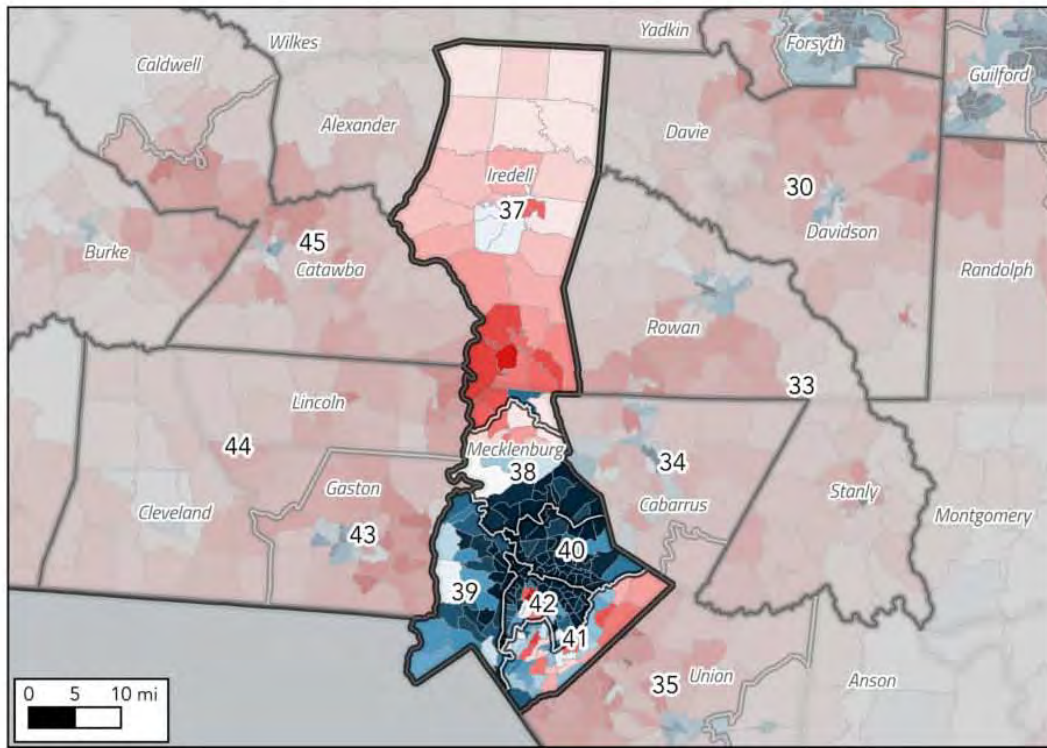 Wilkes
Yadkin
Forsyth
Caldwell
Guilford
Alexander
Davie
Iredell
30
37
Burke
45
Catawba
Davidson
Randolph
Rowan
33
Lincoln
44
Mecklenburg
38
34
Gaston
Cabarrus
Stanly
Cleveland
43
40
Montgomery
39
42
41
35
Union
Anson
0 5 10 mi